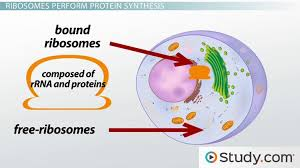 RIBOSOMES PERFORM PROTEIN SYNTHESIS
bound
ribosomes
composed of
rRNA and proteins
free-ribosomes
Study.com